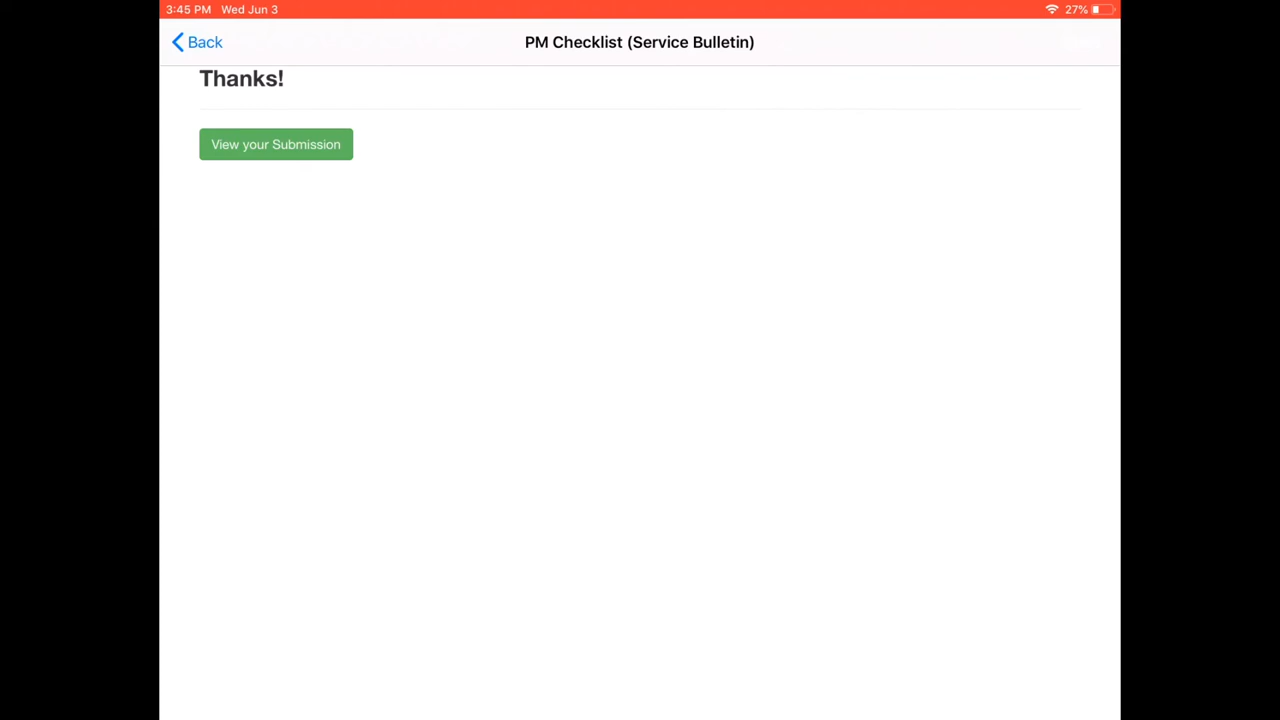 3:45 PM Wed Jun 3 27%
Back PM Checklist (Service Bulletin)
Thanks!
View your Submission